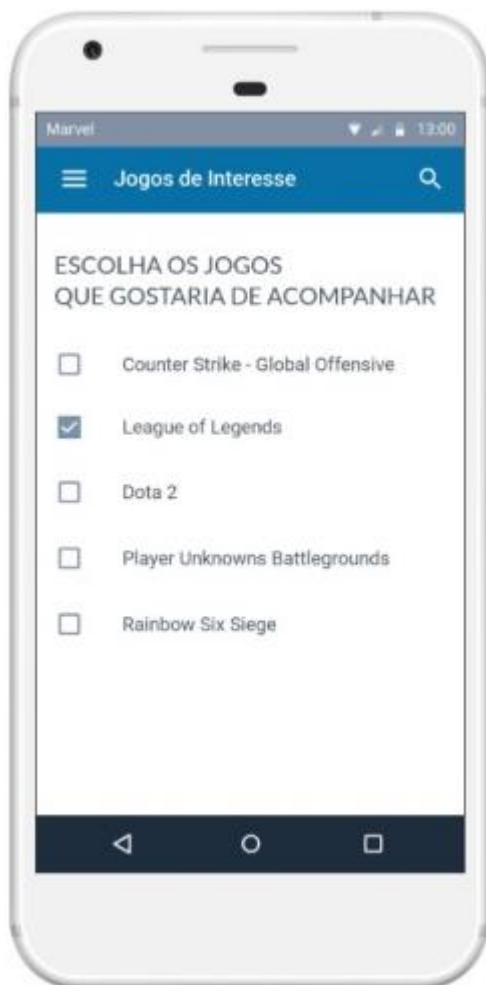 Marvel 13:00
Jogos de Interesse
ESCOLHA OS JOGOS
QUE GOSTARIA DE ACOMPANHAR
Counter Strike - Global Offensive
League of Legends
Dota 2
Player Unknowns Battlegrounds
Rainbow Six Siege